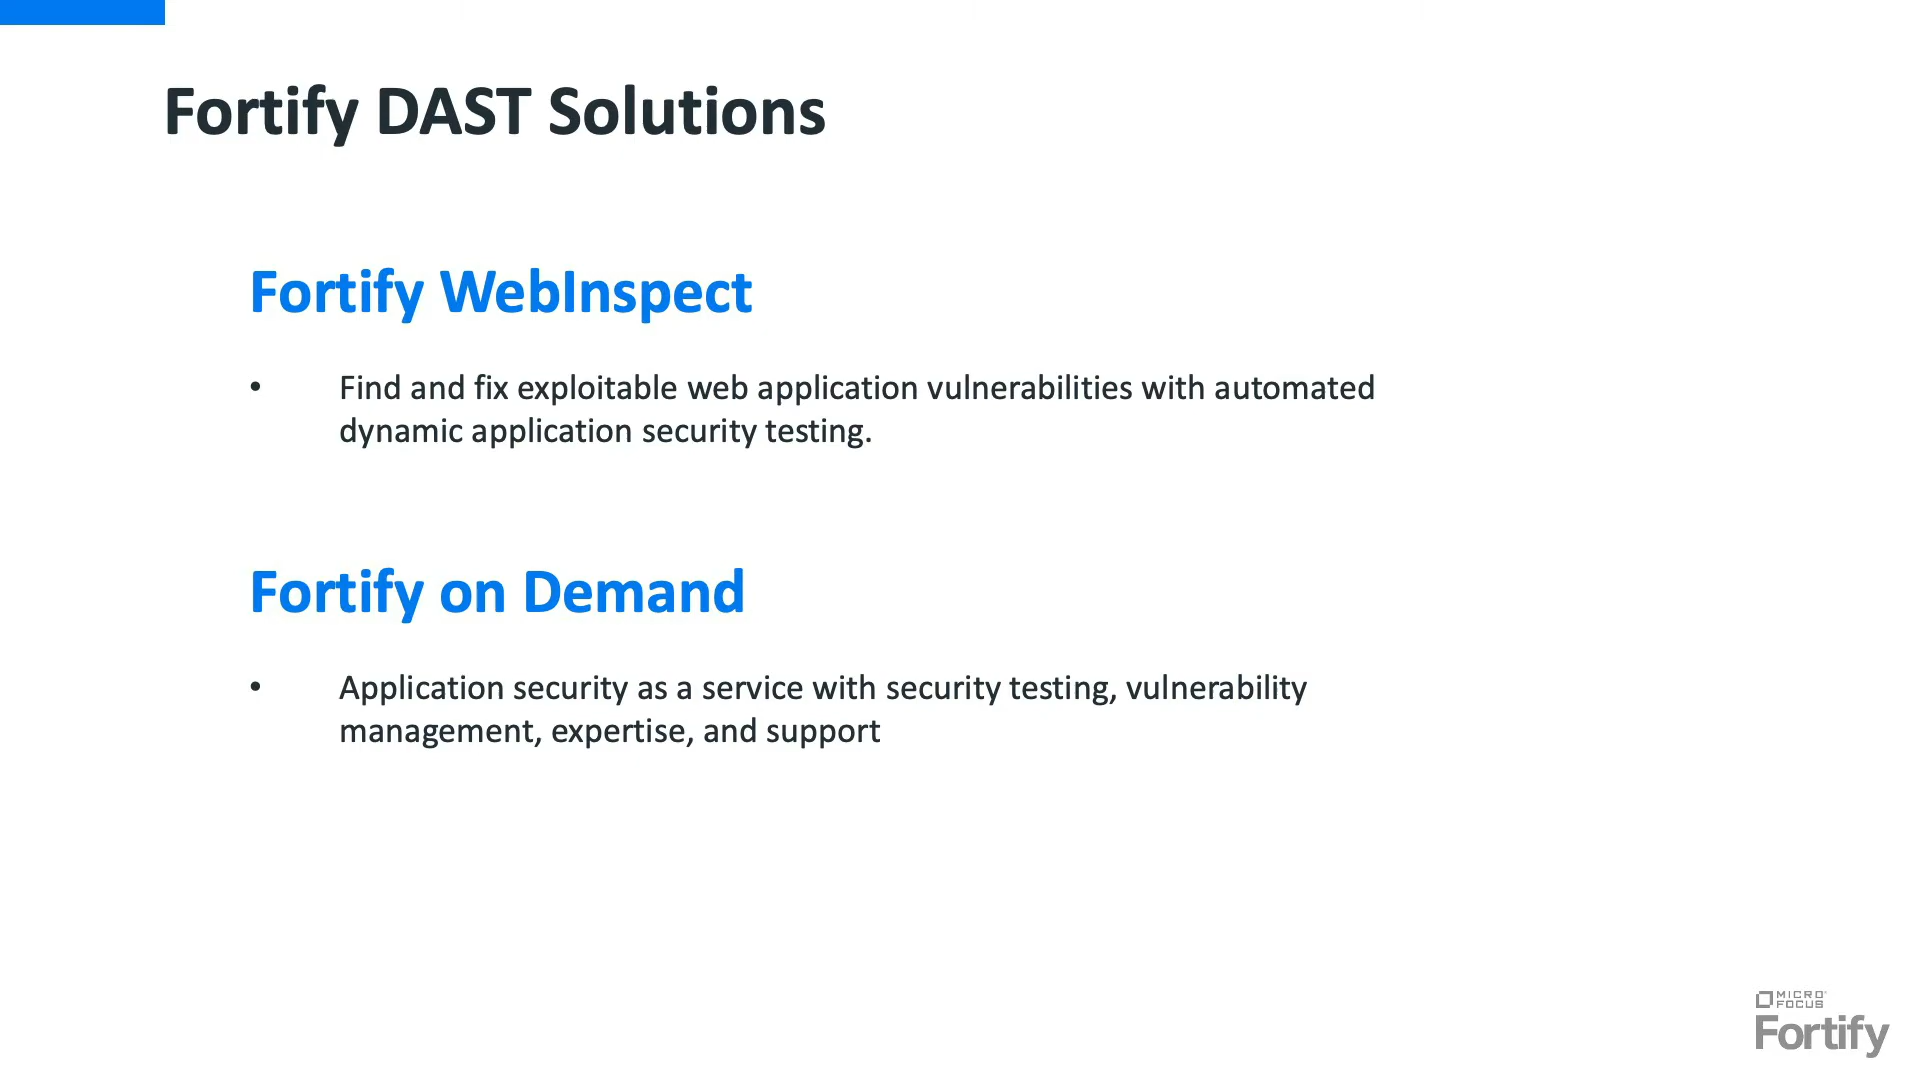 Fortify DAST Solutions
Fortify WebInspect
• Find and fix exploitable web application vulnerabilities with automated
dynamic application security testing.
Fortify on Demand
• Application security as a service with security testing, vulnerability
management, expertise, and support
MICRO
FOCUS
Fortify